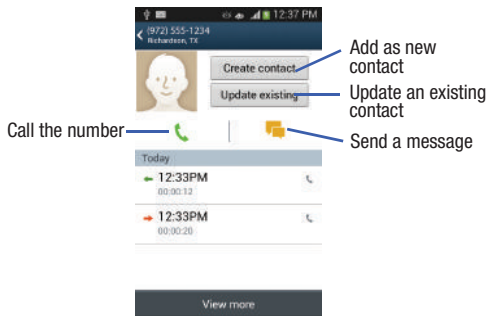 12:37 PM
(972) 555-1234
Richardson, TX
Create contact
Update existing
Add as new
contact
Update an existing
contact
Call the number
Send a message
Today
12:33PM
00:00:12
12:33PM
00:00:20
View more